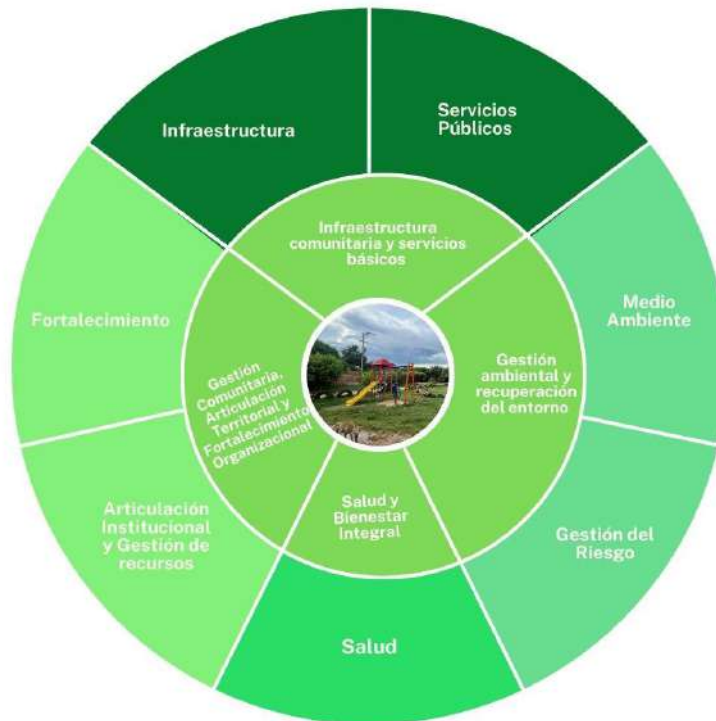 Infraestructura
Servicios
Públicos
Infraestructura
comunitaria y servicios
básicos
Fortalecimiento
Medio
Ambiente
Gestión
Comunitaria,
Articulación
Territorial y
Fortalecimiento
Organizacional
Gestión
ambiental y
recuperación
del entorno
Articulación
Institucional
y Gestión de
recursos
Salud y
Bienestar
Integral
Gestión del
Riesgo
Salud